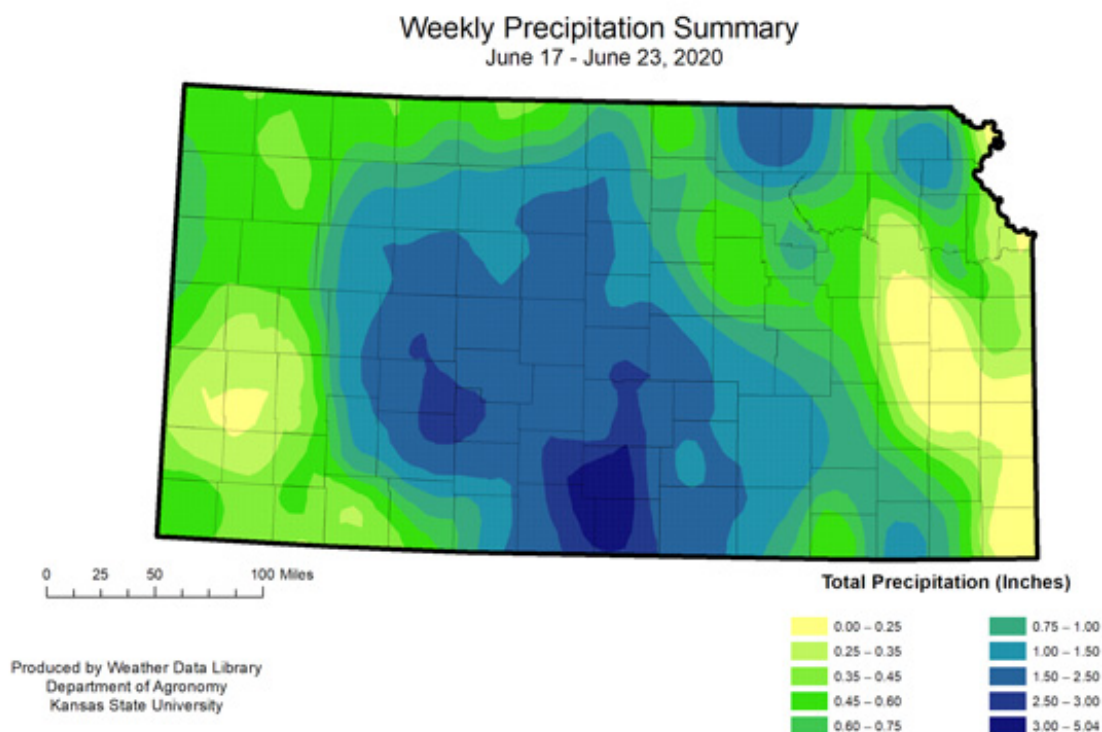 Weekly Precipitation Summary
June 17 - June 23, 2020
0 25 50 100 Miles
Total Precipitation (Inches)
0.00 – 0.25
0.25 – 0.35
0.35 – 0.45
0.45 – 0.60
0.60 – 0.75
0.75 – 1.00
1.00 – 1.50
1.50 – 2.50
2.50 – 3.00
3.00 – 5.04
Produced by Weather Data Library
Department of Agronomy
Kansas State University